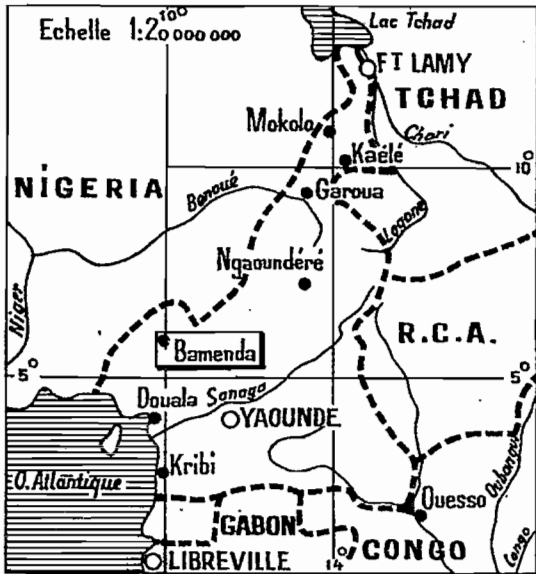 Echelle 1:20 000 000
10°
Lac Tchad
FT LAMY
TCHAD
Mokolo
Chari
Kaélé
10°
NIGERIA
Benoué
Garoua
Logone
Ngaoundéré
Niger
R.C.A.
Bamenda
5°
5°
Douala
Sanaga
YAOUNDE
Oubangui
O. Atlantique
Kribi
Ouesso
GABON
CONGO
Congo
LIBREVILLE
14°